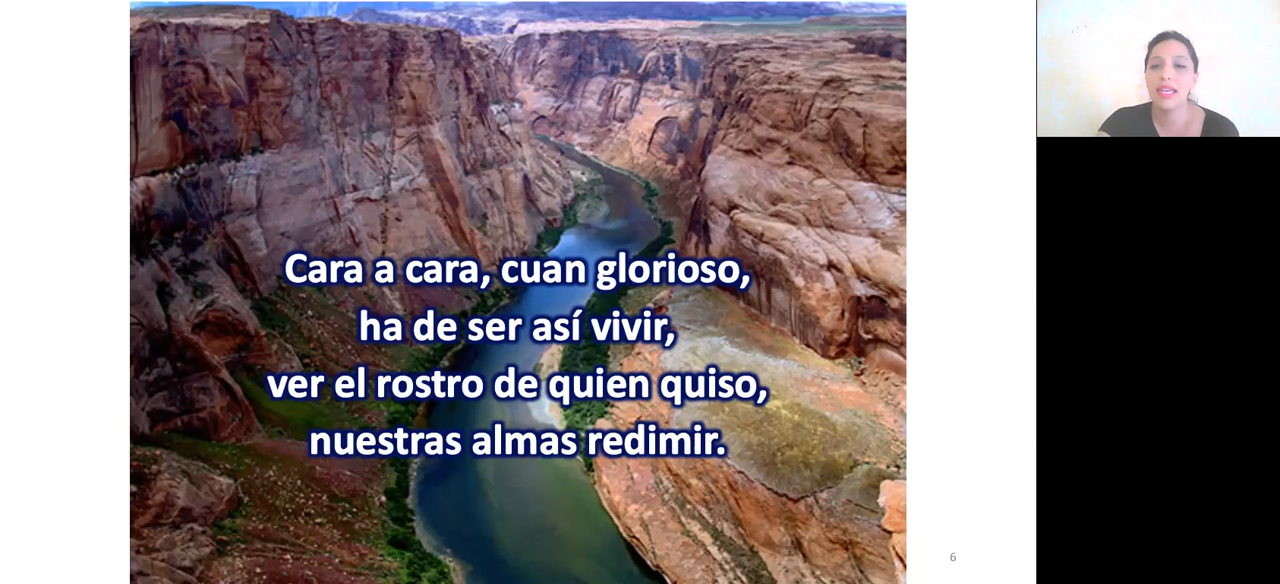 Cara a cara, cuan glorioso,
ha de ser así vivir,
ver el rostro de quien quiso,
nuestras almas redimir.
6